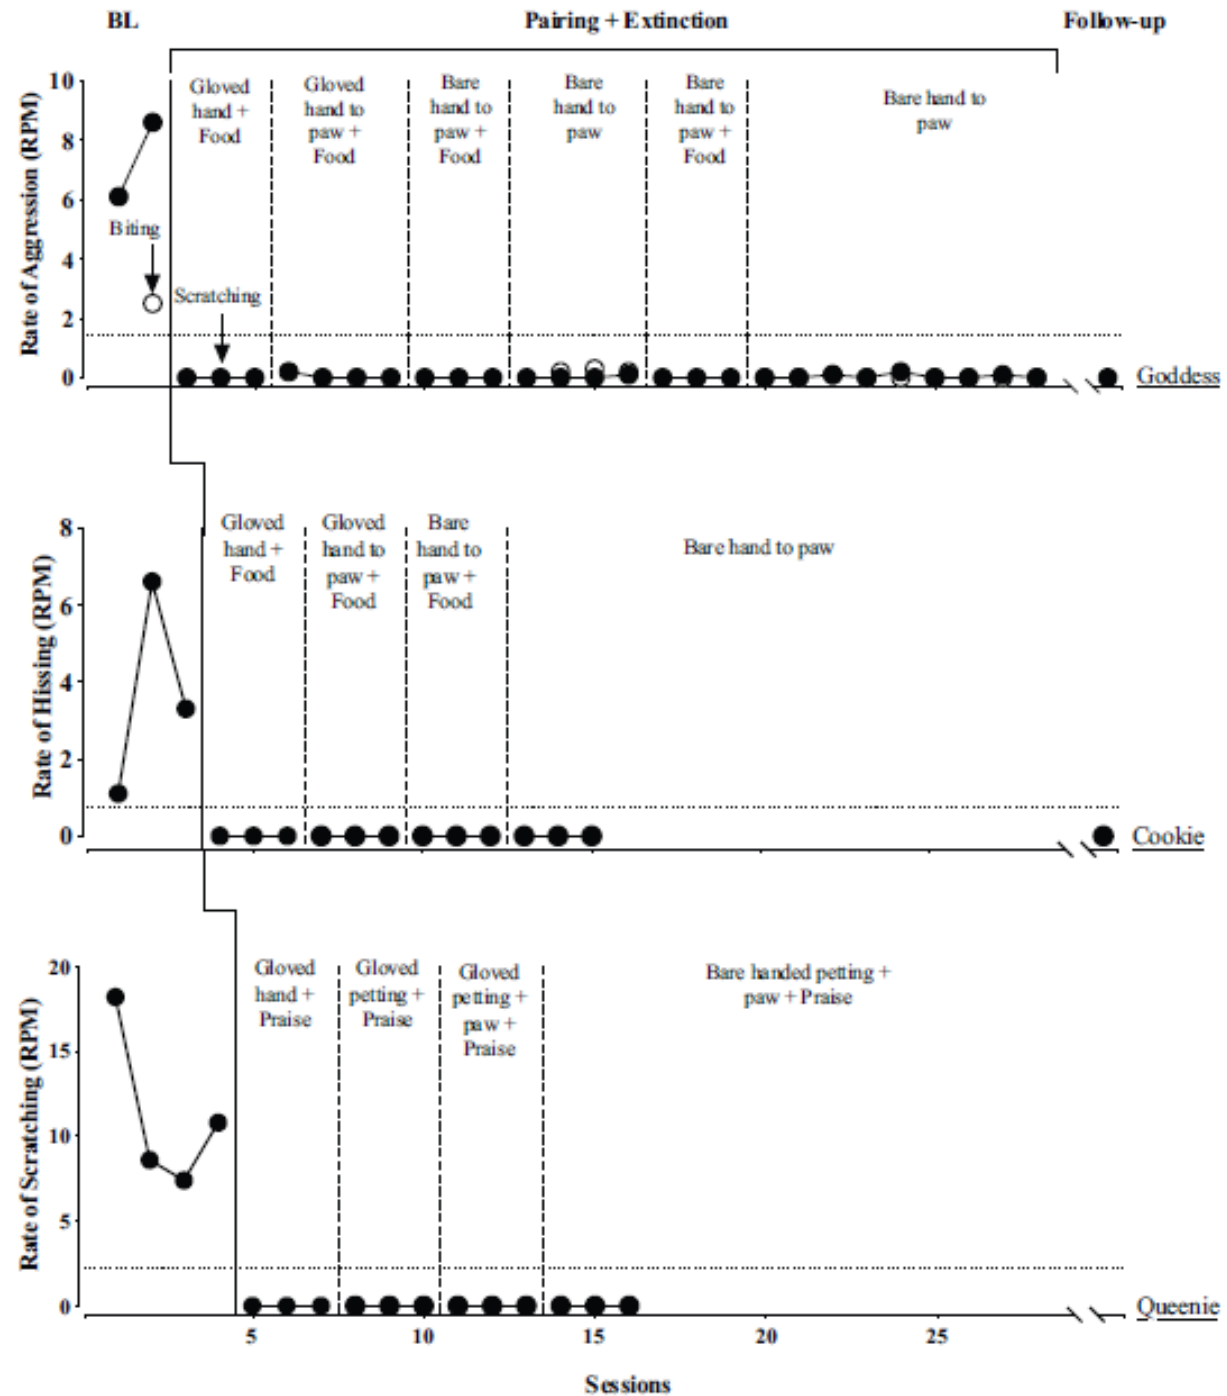 BL
Pairing + Extinction
Follow-up
Rate of Aggression (RPM)
10
8
6
4
2
0
Gloved
hand +
Food
Gloved
hand to
paw +
Food
Bare
hand to
paw +
Food
Bare
hand to
paw
Bare
hand to
paw +
Food
Bare hand to
paw
Biting
Scratching
Goddess
Rate of Hissing (RPM)
8
6
4
2
0
Gloved
hand +
Food
Gloved
hand to
paw +
Food
Bare
hand to
paw +
Food
Bare hand to paw
Cookie
Rate of Scratching (RPM)
20
15
10
5
0
Gloved
hand +
Praise
Gloved
petting +
Praise
Gloved
petting +
paw +
Praise
Bare handed petting +
paw + Praise
Queenie
5
10
15
20
25
Sessions